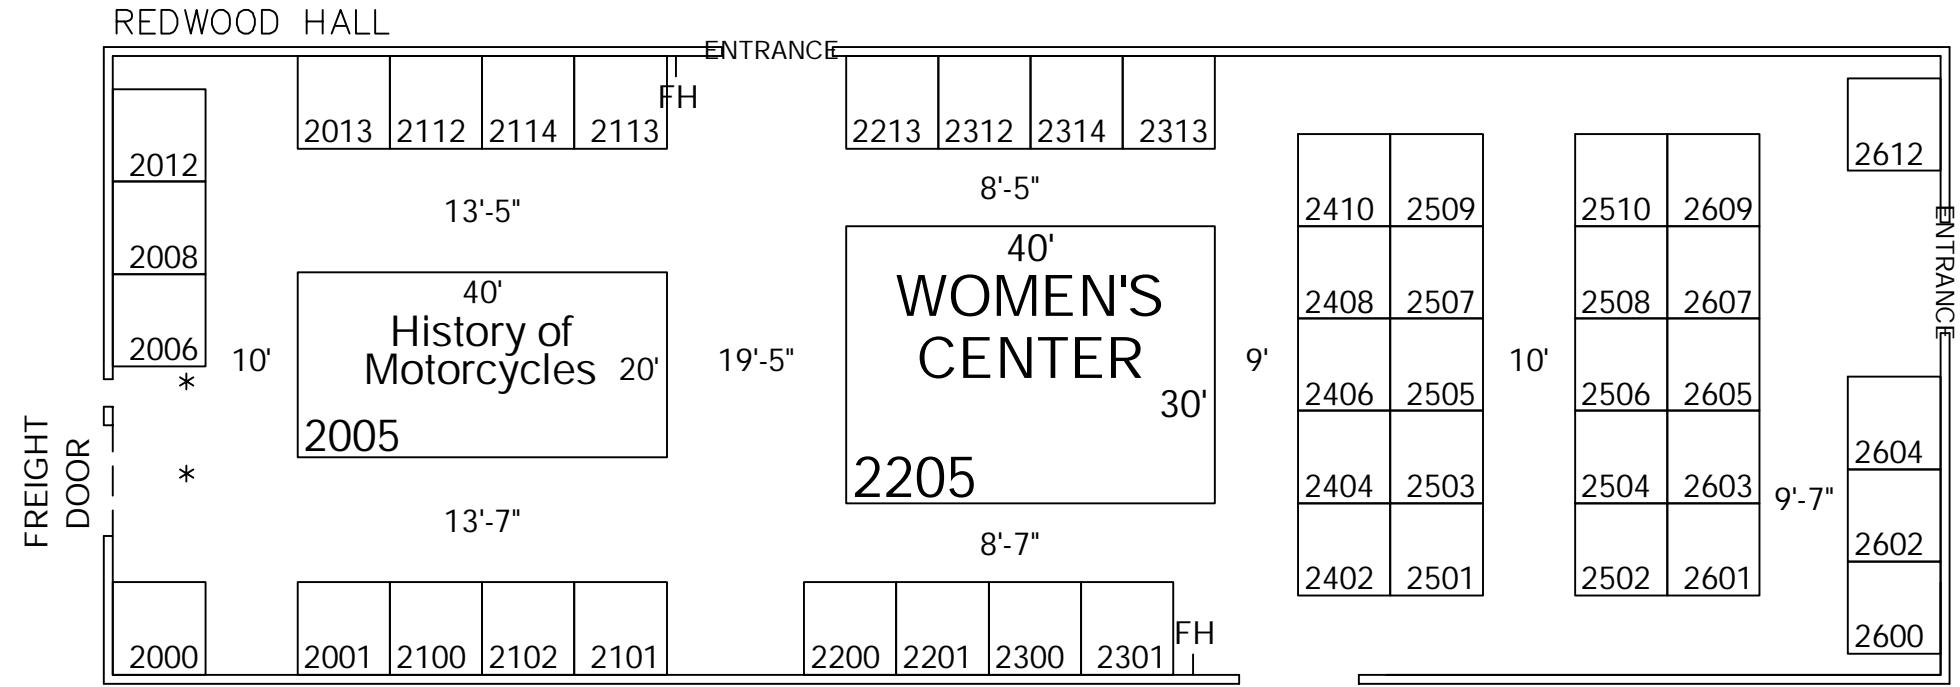 REDWOOD HALL
ENTRANCE
FH
2013 2112 2114 2113
2213 2312 2314 2313
2012
2612
8'-5"
13'-5"
2410 2509
2510 2609
ENTRANCE
2008
40'
40'
WOMEN'S
CENTER
30'
2205
History of
Motorcycles
20'
2005
2408 2507
2508 2607
2006
10'
19'-5"
9'
10'
*
2406 2505
2506 2605
FREIGHT
DOOR
*
2604
2404 2503
2504 2603
9'-7"
13'-7"
8'-7"
2602
2402 2501
2502 2601
FH
2600
2000
2001 2100 2102 2101
2200 2201 2300 2301